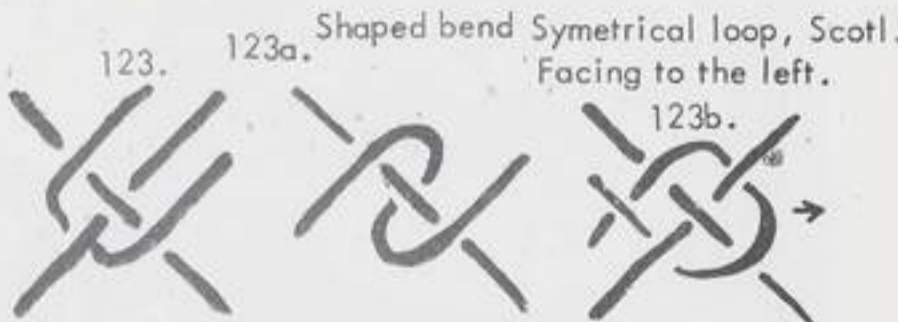 123. 123a. Shaped bend Symetrical loop, Scotl.
Facing to the left.
123b.